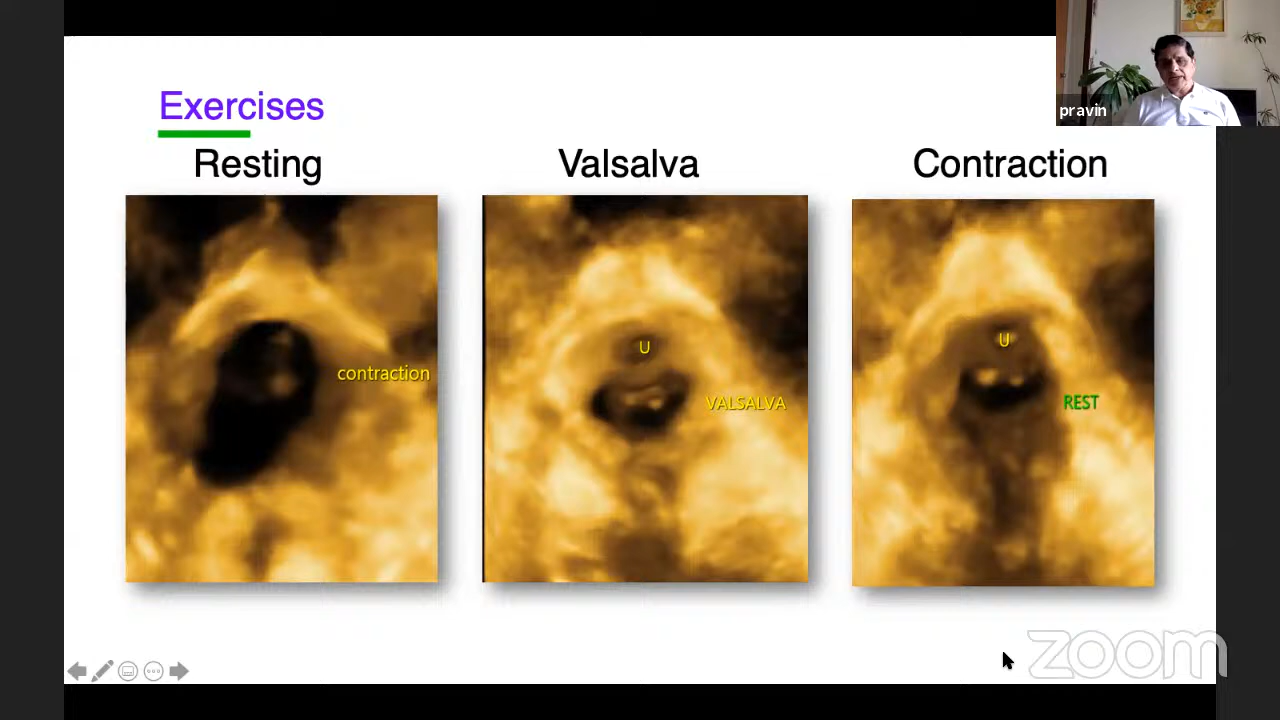 Exercises
pravin
Resting
Valsalva
Contraction
contraction
U
VALSALVA
U
REST
zoom